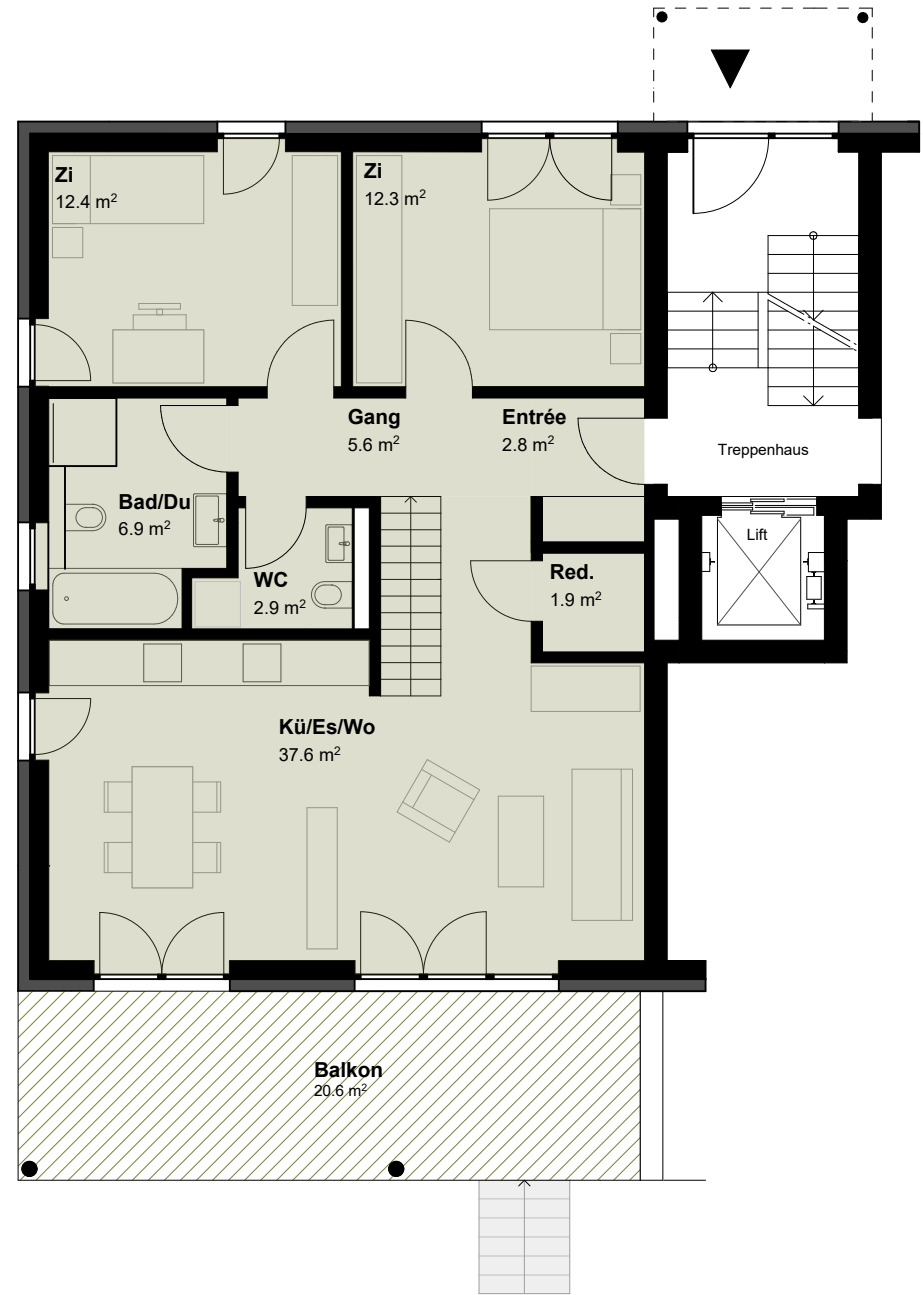 Zi
12.4 m²
Zi
12.3 m²
Gang
5.6 m²
Entrée
2.8 m²
Treppenhaus
Bad/Du
6.9 m²
Lift
WC
2.9 m²
Red.
1.9 m²
Kü/Es/Wo
37.6 m²
Balkon
20.6 m²